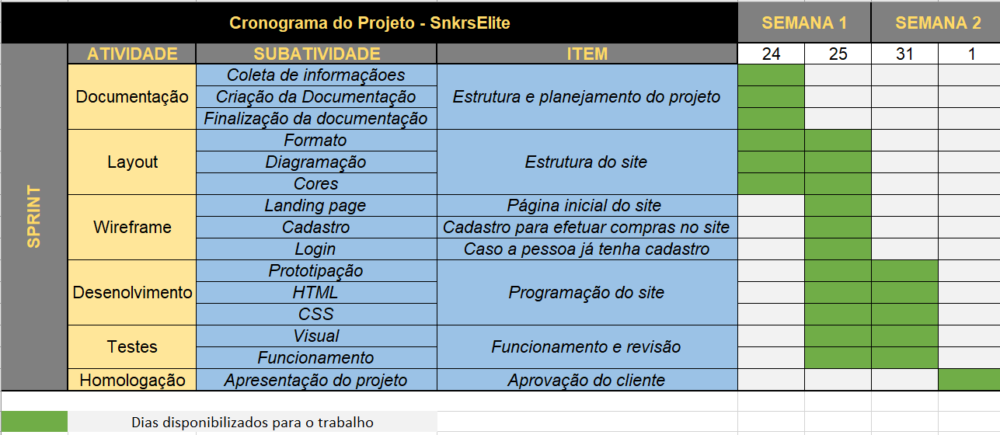 Cronograma do Projeto - SnkrsElite
SEMANA 1
SEMANA 2
ATIVIDADE
SUBATIVIDADE
ITEM
24
25
31
1
SPRINT
Documentação
Coleta de informaçãoes
Criação da Documentação
Finalização da documentação
Estrutura e planejamento do projeto
Layout
Formato
Diagramação
Cores
Estrutura do site
Wireframe
Landing page
Página inicial do site
Cadastro
Cadastro para efetuar compras no site
Login
Caso a pessoa já tenha cadastro
Desenolvimento
Prototipação
HTML
CSS
Programação do site
Testes
Visual
Funcionamento
Funcionamento e revisão
Homologação
Apresentação do projeto
Aprovação do cliente
Dias disponibilizados para o trabalho